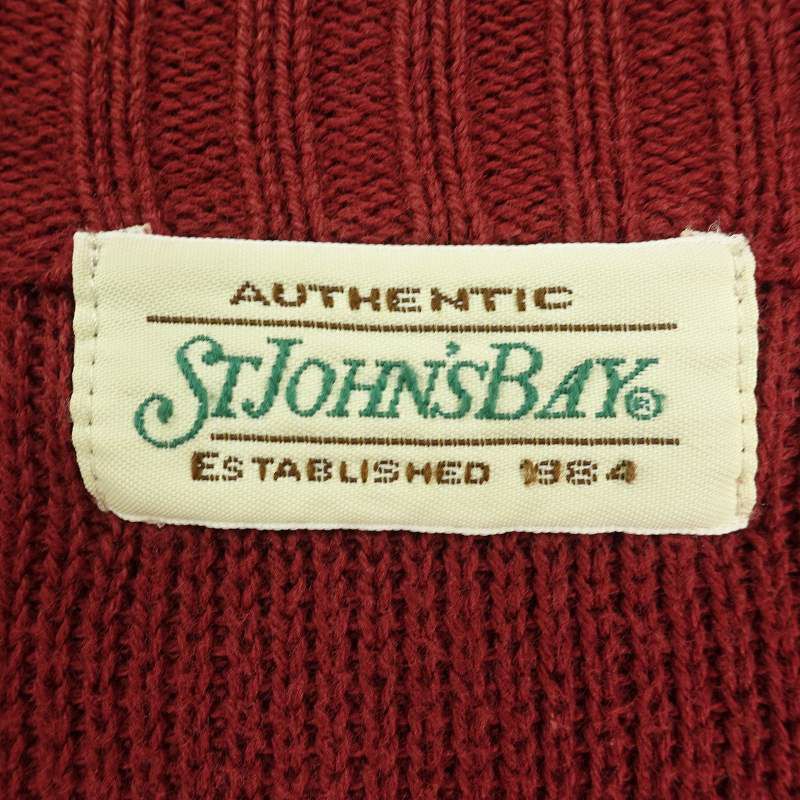 AUTHENTIC
ST JOHN'S BAY®
ESTABLISHED 1984